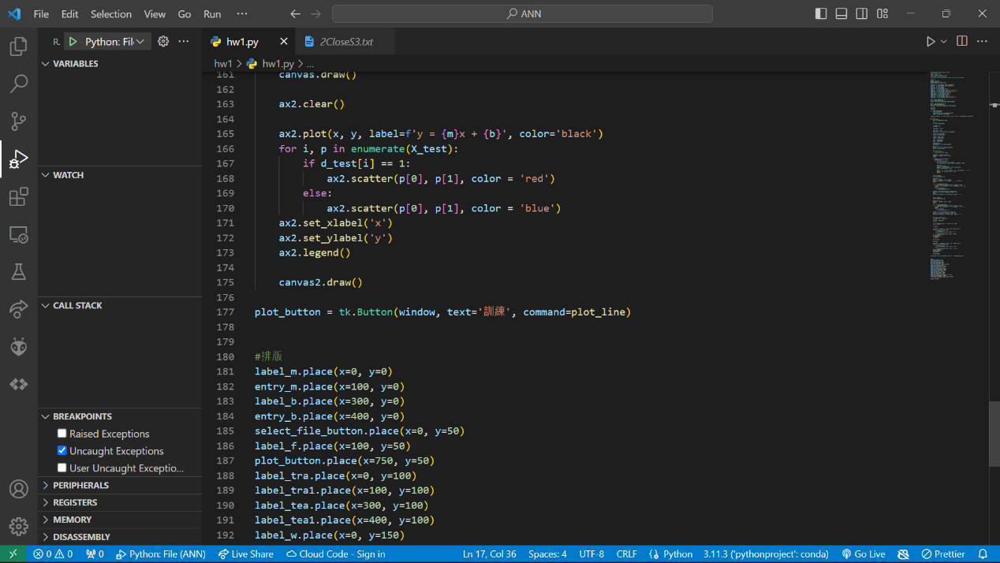 File Edit Selection View Go Run ··· ANN
R. Python: Fil ···
hw1.py
2CloseS3.txt
hw1 > hw1.py > ...
VARIABLES
WATCH
CALL STACK
BREAKPOINTS
Raised Exceptions
Uncaught Exceptions
User Uncaught Exceptio...
PERIPHERALS
REGISTERS
MEMORY
DISASSEMBLY
161 canvas.draw()
162
163 ax2.clear()
164
165 ax2.plot(x, y, label=f'y = {m}x + {b}', color='black')
166 for i, p in enumerate(X_test):
167 if d_test[i] == 1:
168 ax2.scatter(p[0], p[1], color = 'red')
169 else:
170 ax2.scatter(p[0], p[1], color = 'blue')
171 ax2.set_xlabel('x')
172 ax2.set_ylabel('y')
173 ax2.legend()
174
175 canvas2.draw()
176
177 plot_button = tk.Button(window, text='訓練', command=plot_line)
178
179
180 #排版
181 label_m.place(x=0, y=0)
182 entry_m.place(x=100, y=0)
183 label_b.place(x=300, y=0)
184 entry_b.place(x=400, y=0)
185 select_file_button.place(x=0, y=50)
186 label_f.place(x=100, y=50)
187 plot_button.place(x=750, y=50)
188 label_tra.place(x=0, y=100)
189 label_tra1.place(x=100, y=100)
190 label_tea.place(x=300, y=100)
191 label_tea1.place(x=400, y=100)
192 label_w.place(x=0, y=150)
0 0 0 Python: File (ANN) Live Share Cloud Code - Sign in Ln 17, Col 36 Spaces: 4 UTF-8 CRLF Python 3.11.3 ('pythonproject': conda) Go Live Prettier